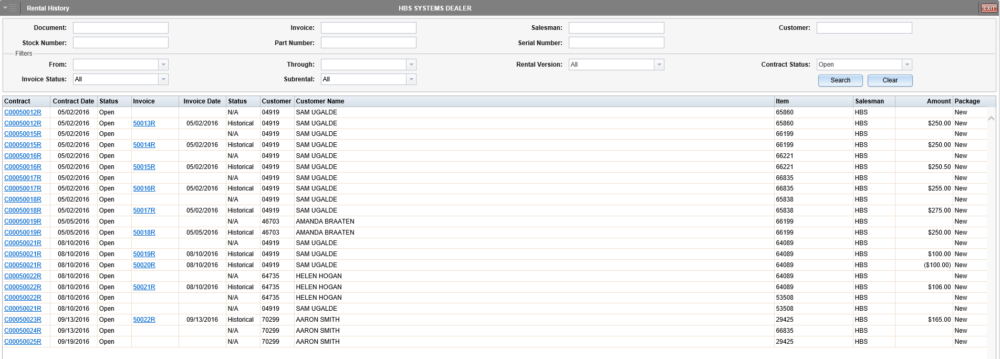 Rental History HBS SYSTEMS DEALER EXIT
Document: Invoice: Salesman: Customer:
Stock Number: Part Number: Serial Number:
Filters
From: Through: Rental Version: All Contract Status: Open
Invoice Status: All Subrental: All Search Clear
Contract Contract Date Status Invoice Invoice Date Status Customer Customer Name Item Salesman Amount Package
C00050012R 05/02/2016 Open N/A 04919 SAM UGALDE 65860 HBS New
C00050012R 05/02/2016 Open 50013R 05/02/2016 Historical 04919 SAM UGALDE 65860 HBS $250.00 New
C00050015R 05/02/2016 Open N/A 04919 SAM UGALDE 66199 HBS New
C00050015R 05/02/2016 Open 50014R 05/02/2016 Historical 04919 SAM UGALDE 66199 HBS $250.00 New
C00050016R 05/02/2016 Open N/A 04919 SAM UGALDE 66221 HBS New
C00050016R 05/02/2016 Open 50015R 05/02/2016 Historical 04919 SAM UGALDE 66221 HBS $250.50 New
C00050017R 05/02/2016 Open N/A 04919 SAM UGALDE 66835 HBS New
C00050017R 05/02/2016 Open 50016R 05/02/2016 Historical 04919 SAM UGALDE 66835 HBS $255.00 New
C00050018R 05/02/2016 Open N/A 04919 SAM UGALDE 65838 HBS New
C00050018R 05/02/2016 Open 50017R 05/02/2016 Historical 04919 SAM UGALDE 65838 HBS $275.00 New
C00050019R 05/05/2016 Open N/A 46703 AMANDA BRAATEN 66199 HBS New
C00050019R 05/05/2016 Open 50018R 05/05/2016 Historical 46703 AMANDA BRAATEN 66199 HBS $250.00 New
C00050021R 08/10/2016 Open N/A 04919 SAM UGALDE 64089 HBS New
C00050021R 08/10/2016 Open 50019R 08/10/2016 Historical 04919 SAM UGALDE 64089 HBS $100.00 New
C00050021R 08/10/2016 Open 50020R 08/10/2016 Historical 04919 SAM UGALDE 64089 HBS ($100.00) New
C00050022R 08/10/2016 Open N/A 64735 HELEN HOGAN 64089 HBS New
C00050022R 08/10/2016 Open 50021R 08/10/2016 Historical 64735 HELEN HOGAN 64089 HBS $106.00 New
C00050022R 08/10/2016 Open N/A 64735 HELEN HOGAN 53508 HBS New
C00050021R 08/10/2016 Open N/A 04919 SAM UGALDE 53508 HBS New
C00050023R 09/13/2016 Open 50022R 09/13/2016 Historical 70299 AARON SMITH 29425 HBS $165.00 New
C00050024R 09/13/2016 Open N/A 70299 AARON SMITH 66835 HBS New
C00050025R 09/19/2016 Open N/A 70299 AARON SMITH 29425 HBS New